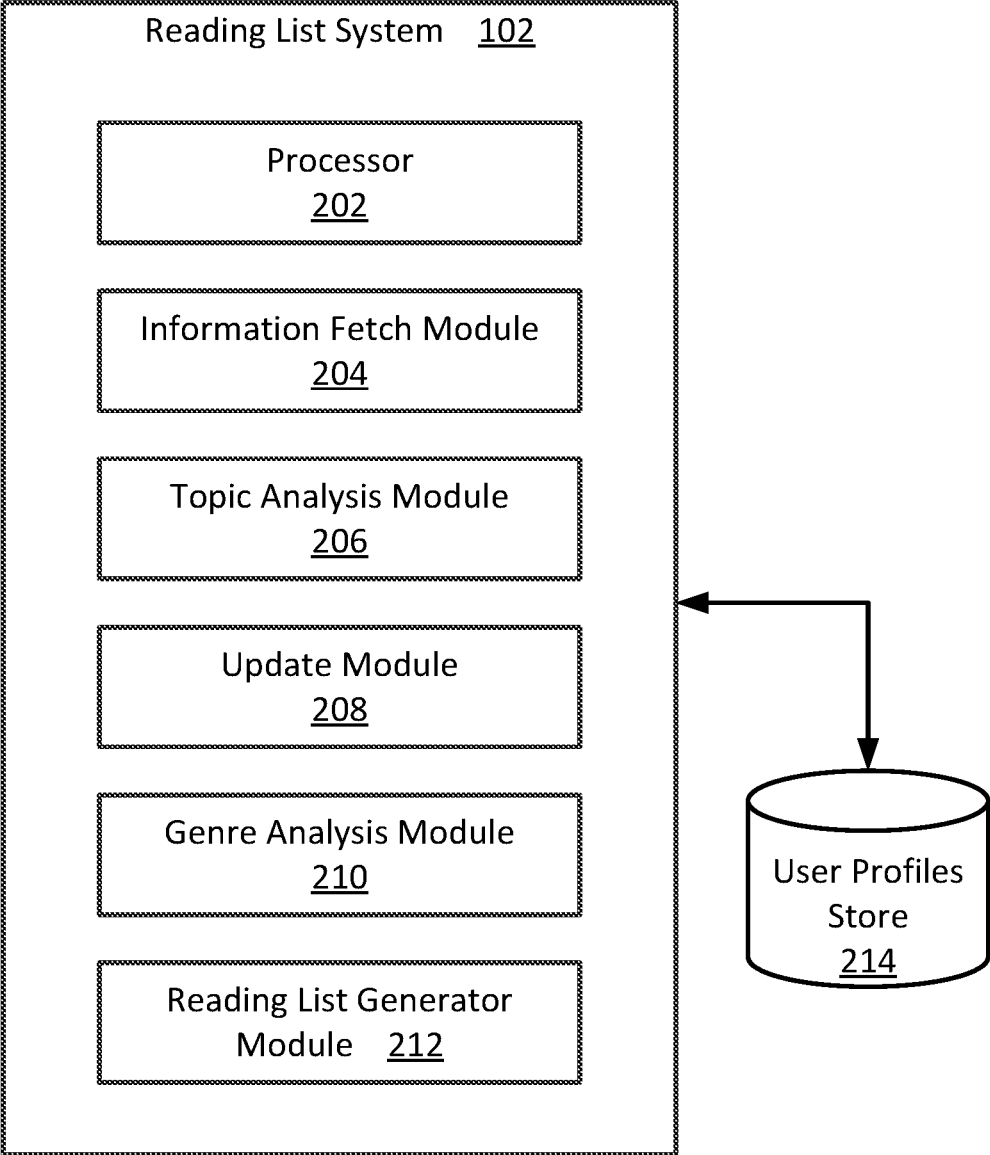 Reading List System 102
Processor
202
Information Fetch Module
204
Topic Analysis Module
206
Update Module
208
Genre Analysis Module
210
Reading List Generator
Module 212
User Profiles
Store
214